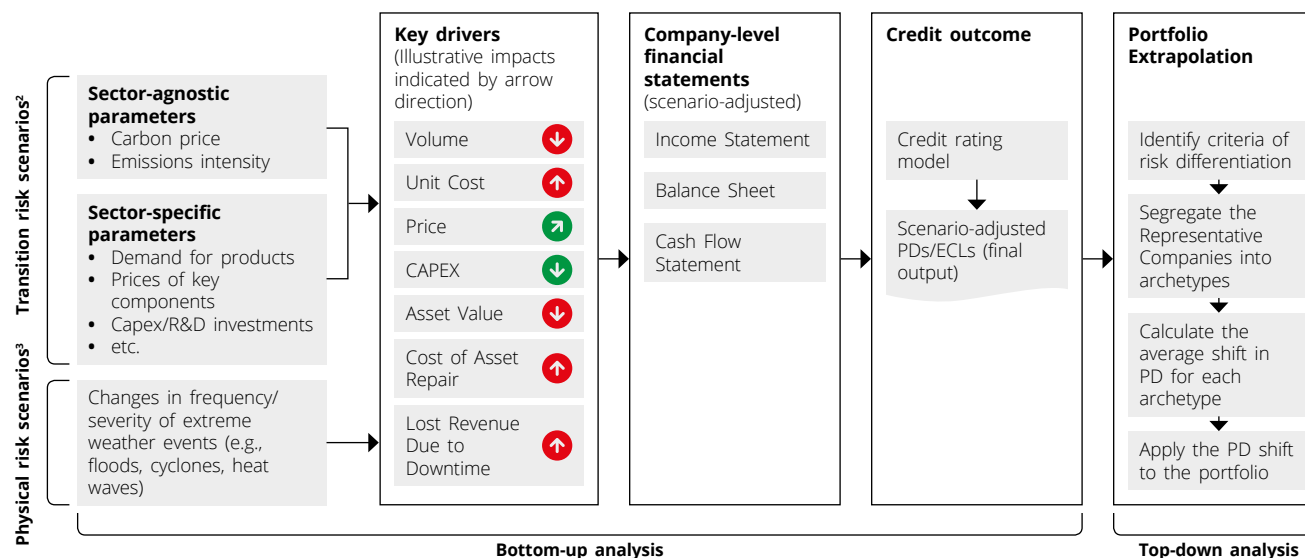 Transition risk scenarios²
Sector-agnostic
parameters
• Carbon price
• Emissions intensity
Sector-specific
parameters
• Demand for products
• Prices of key
components
• Capex/R&D investments
• etc.
Physical risk scenarios³
Changes in frequency/
severity of extreme
weather events (e.g.,
floods, cyclones, heat
waves)
Key drivers
(Illustrative impacts
indicated by arrow
direction)
Volume
Unit Cost
Price
CAPEX
Asset Value
Cost of Asset
Repair
Lost Revenue
Due to
Downtime
Company-level
financial
statements
(scenario-adjusted)
Income Statement
Balance Sheet
Cash Flow
Statement
Credit outcome
Credit rating
model
Scenario-adjusted
PDs/ECLs (final
output)
Portfolio
Extrapolation
Identify criteria of
risk differentiation
Segregate the
Representative
Companies into
archetypes
Calculate the
average shift in
PD for each
archetype
Apply the PD shift
to the portfolio
Bottom-up analysis
Top-down analysis